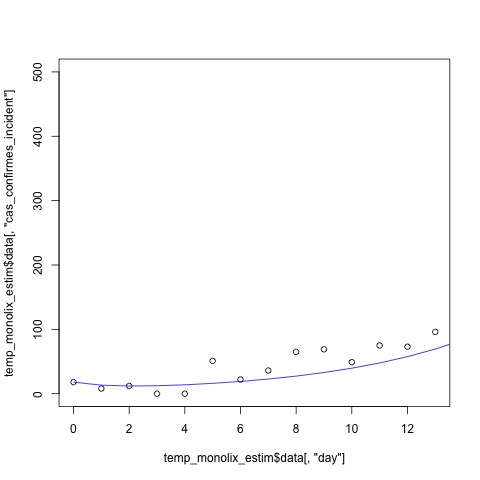 temp_monolix_estim$data[, "cas_confirmes_incident"]
500
400
300
200
100
0
0 2 4 6 8 10 12
temp_monolix_estim$data[, "day"]